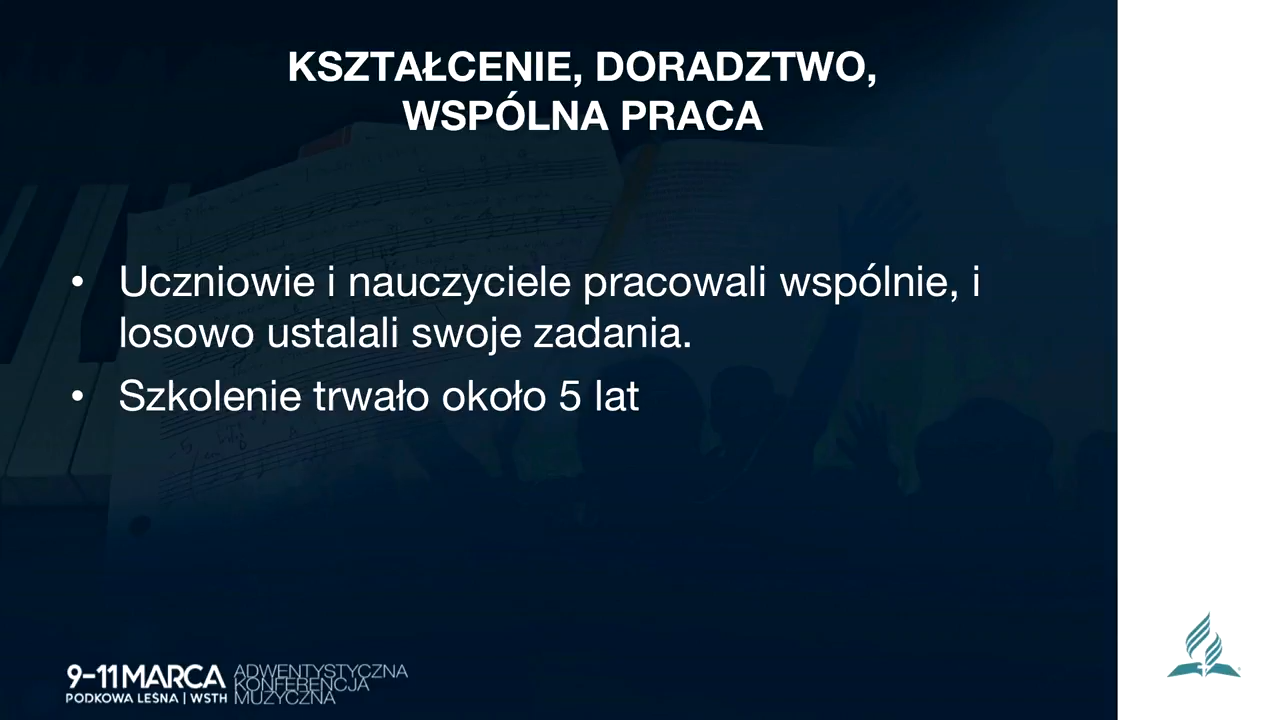 KSZTAŁCENIE, DORADZTWO,
WSPÓLNA PRACA
• Uczniowie i nauczyciele pracowali wspólnie, i
losowo ustalali swoje zadania.
• Szkolenie trwało około 5 lat
9-11 MARCA
PODKOWA LEŚNA | WSTH
ADWENTYSTYCZNA
KONFERENCJA
MUZYCZNA